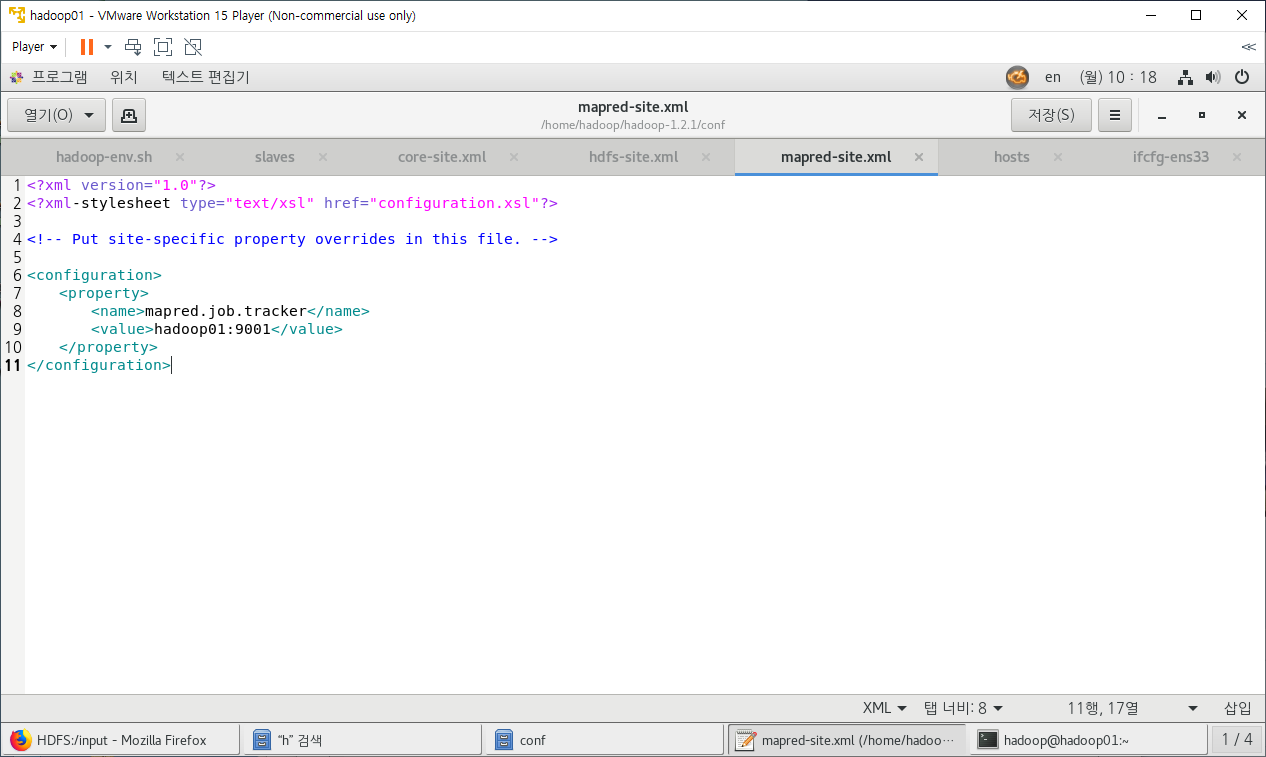 hadoop01 - VMware Workstation 15 Player (Non-commercial use only)
Player
프로그램 위치 텍스트 편집기 en (월) 10 : 18
열기(O) mapred-site.xml 저장(S)
/home/hadoop/hadoop-1.2.1/conf
hadoop-env.sh slaves core-site.xml hdfs-site.xml mapred-site.xml hosts ifcfg-ens33
1 <?xml version="1.0"?>
2 <?xml-stylesheet type="text/xsl" href="configuration.xsl"?>
3
4 <!-- Put site-specific property overrides in this file. -->
5
6 <configuration>
7 <property>
8 <name>mapred.job.tracker</name>
9 <value>hadoop01:9001</value>
10 </property>
11 </configuration>
XML 탭 너비: 8 11행, 17열 삽입
HDFS:/input - Mozilla Firefox "h" 검색 conf mapred-site.xml (/home/hadoo… hadoop@hadoop01:~ 1 / 4